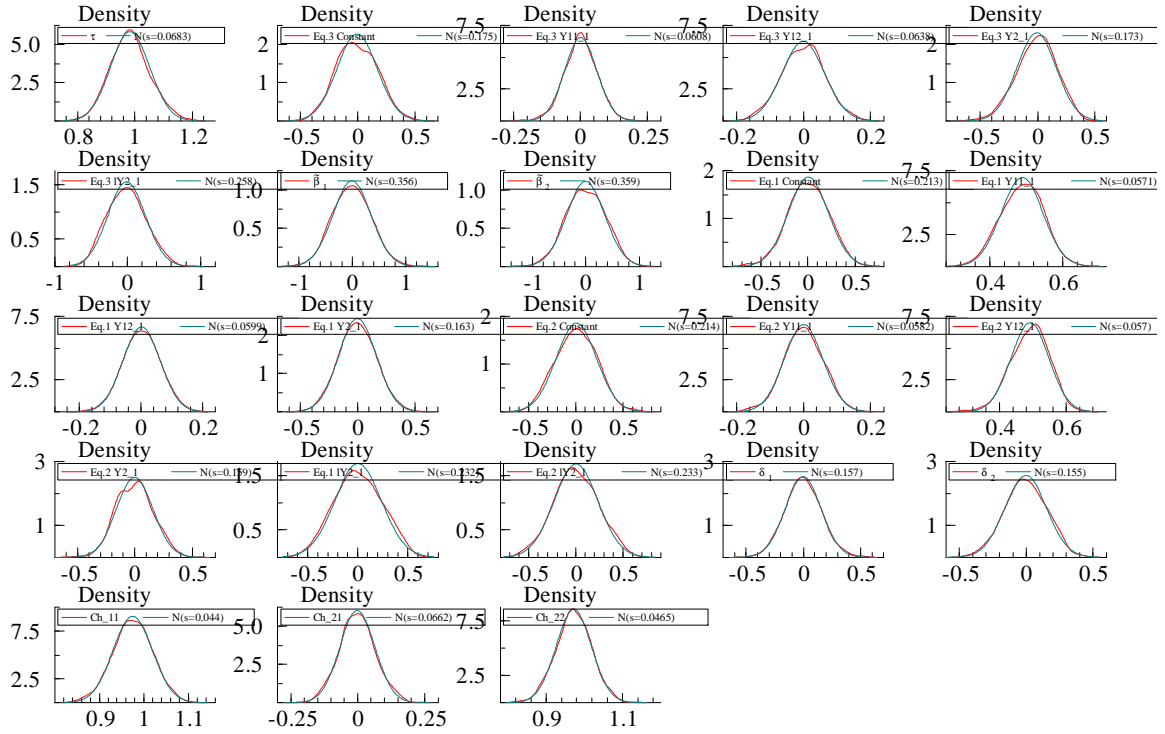 Density Density Density Density Density
τ N(s=0.0683) Eq.3 Constant N(s=0.175) Eq.3 Y11_1 N(s=0.0608) Eq.3 Y12_1 N(s=0.0638) Eq.3 Y2_1 N(s=0.173)
5.0 2 7.5 2
2.5 1 2.5 2.5 1
0.8 1 1.2 -0.5 0 0.5 -0.25 0 0.25 -0.2 0 0.2 -0.5 0 0.5
Density Density Density Density Density
Eq.3 lY2_1 N(s=0.258) β̃1 N(s=0.356) β̃2 N(s=0.359) Eq.1 Constant N(s=0.213) Eq.1 Y11_1 N(s=0.0571)
1.5 1.0 1.0 2 7.5
0.5 0.5 0.5 1 2.5
-1 0 1 -1 0 1 -1 0 1 -0.5 0 0.5 0.4 0.6
Density Density Density Density Density
Eq.1 Y12_1 N(s=0.0599) Eq.1 Y2_1 N(s=0.163) Eq.2 Constant N(s=0.214) Eq.2 Y11_1 N(s=0.0582) Eq.2 Y12_1 N(s=0.057)
7.5 2 2 7.5 7.5
2.5 1 1 2.5 2.5
-0.2 0 0.2 -0.5 0 0.5 -0.5 0 0.5 -0.2 0 0.2 0.4 0.6
Density Density Density Density Density
Eq.2 Y2_1 N(s=0.159) Eq.1 lY2_1 N(s=0.232) Eq.2 lY2_1 N(s=0.233) δ1 N(s=0.157) δ2 N(s=0.155)
3 1.5 1.5 3 3
1 0.5 0.5 1 1
-0.5 0 0.5 -0.5 0 0.5 -0.5 0 0.5 -0.5 0 0.5 -0.5 0 0.5
Density Density Density
Ch_11 N(s=0.044) Ch_21 N(s=0.0662) Ch_22 N(s=0.0465)
7.5 5.0 7.5
2.5 2.5 2.5
0.9 1 1.1 -0.25 0 0.25 0.9 1.1